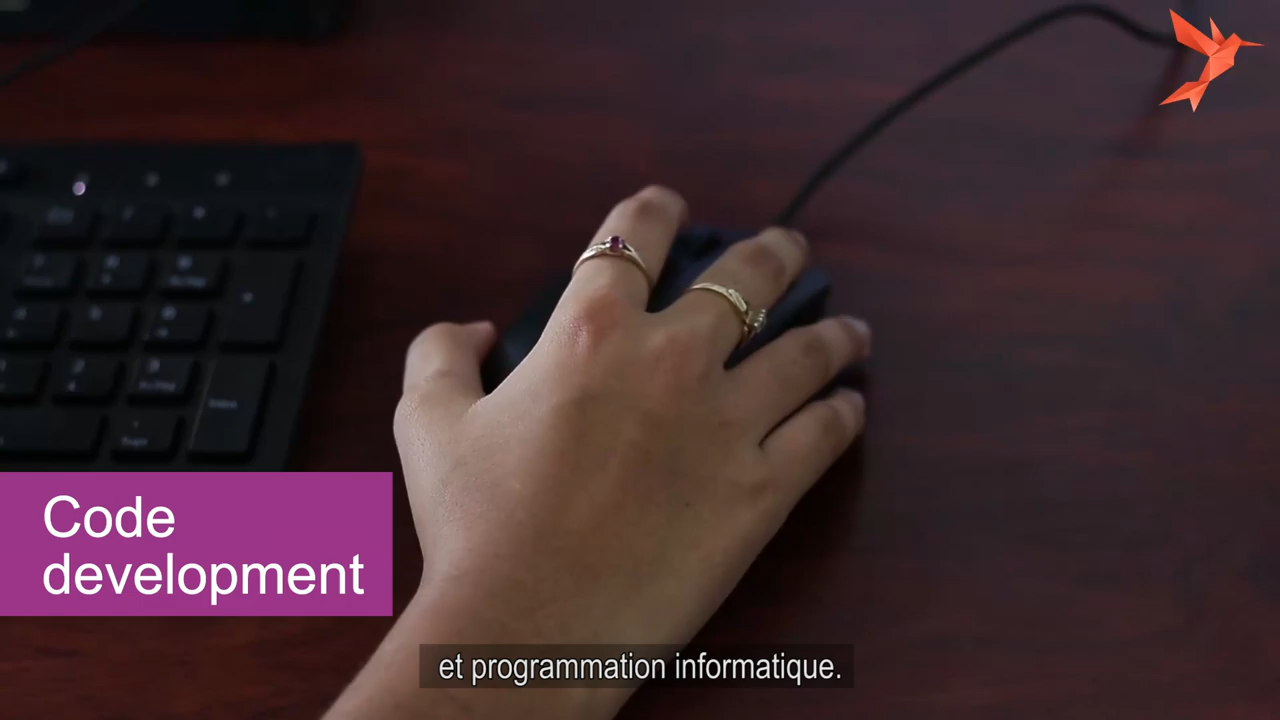 Code
development
et programmation informatique.